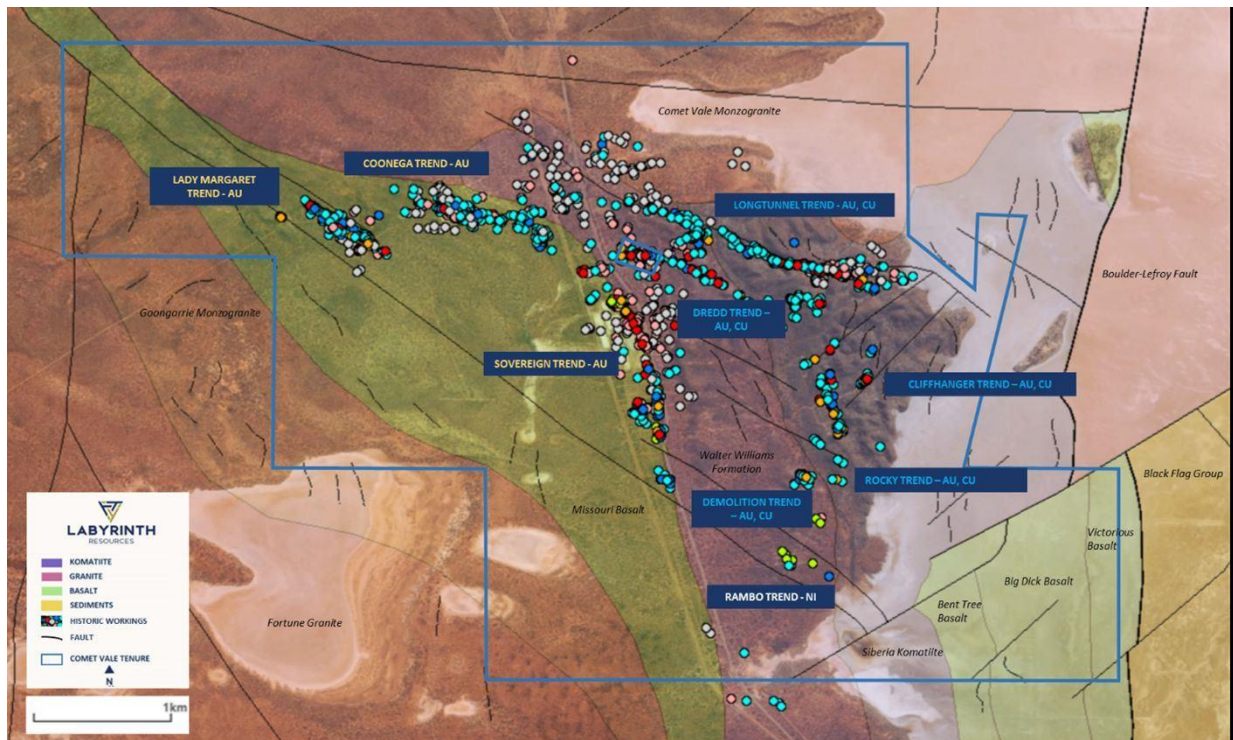 Comet Vale Monzogranite
COONEGA TREND - AU
LADY MARGARET
TREND - AU
LONGTUNNEL TREND - AU, CU
Boulder-Lefroy Fault
Goongarrie Monzogranite
DREDD TREND –
AU, CU
SOVEREIGN TREND - AU
CLIFFHANGER TREND – AU, CU
Walter Williams
Formation
Black Flag Group
ROCKY TREND – AU, CU
DEMOLITION TREND
– AU, CU
Missouri Basalt
Victorious
Basalt
Big Dick Basalt
RAMBO TREND - NI
Bent Tree
Basalt
Fortune Granite
Siberia Komatiite
LABYRINTH
RESOURCES
KOMATIITE
GRANITE
BASALT
SEDIMENTS
HISTORIC WORKINGS
FAULT
COMET VALE TENURE
N
1km